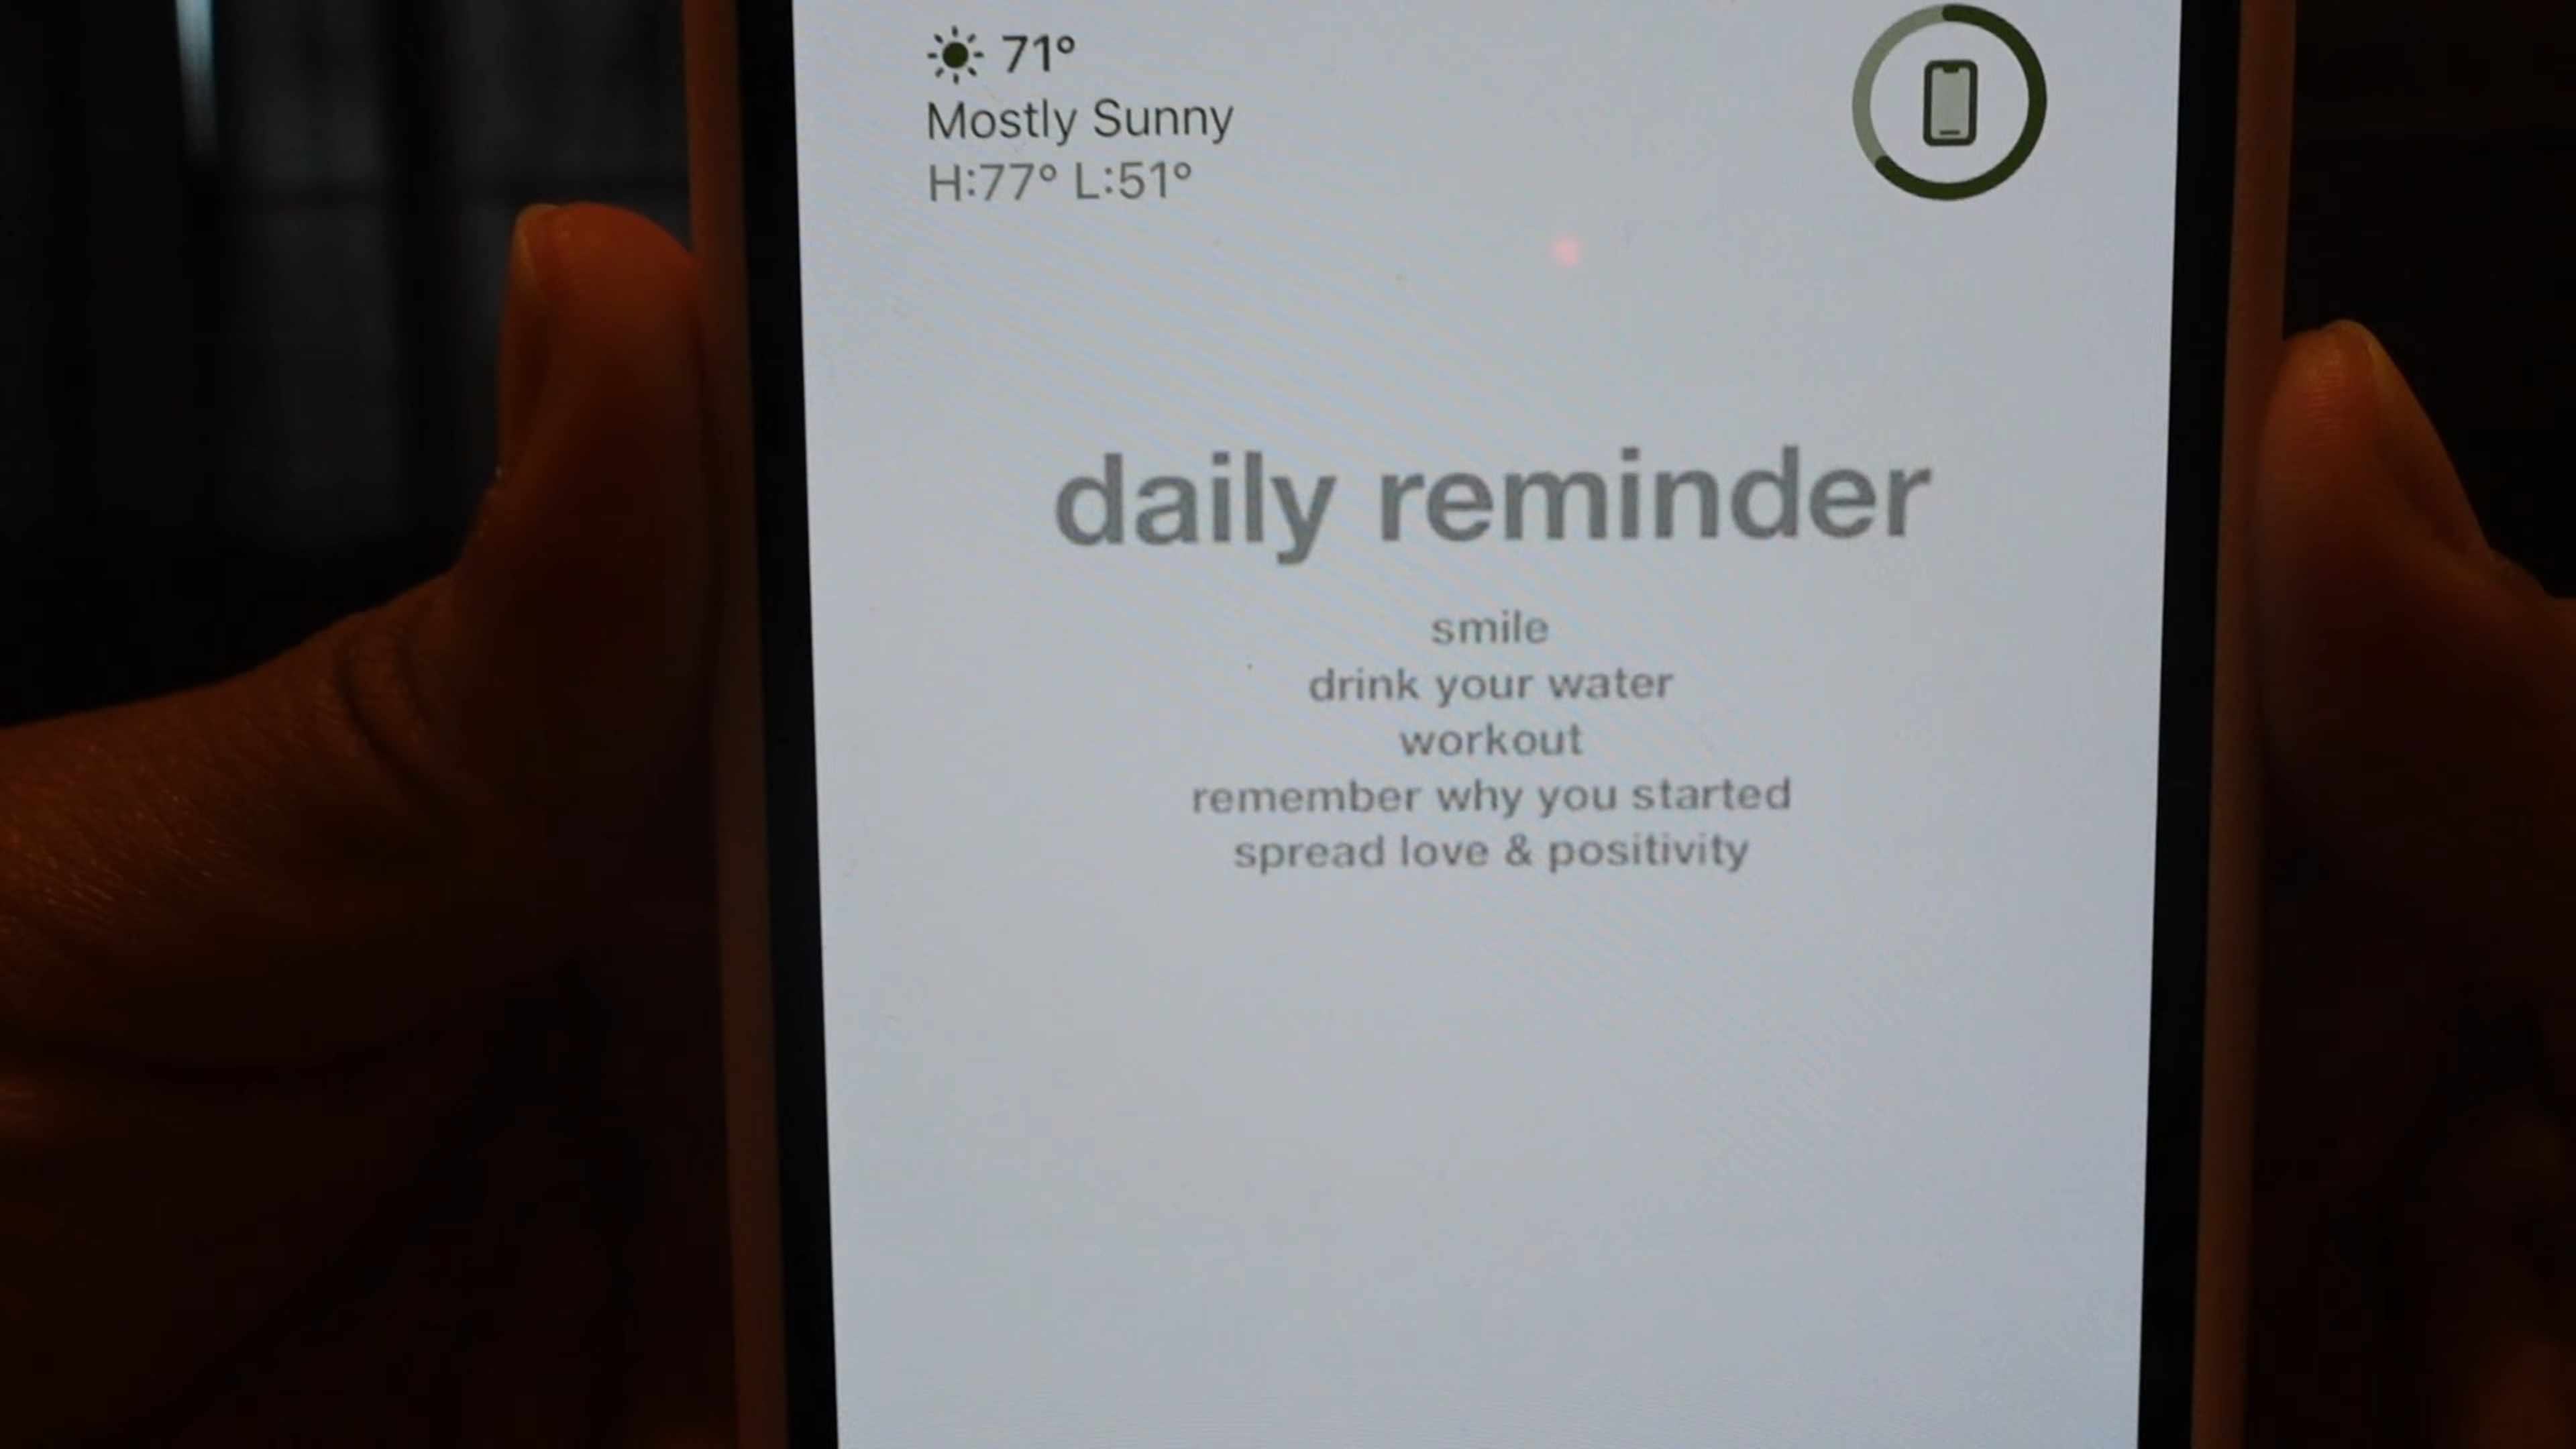 71°
Mostly Sunny
H:77° L:51°
daily reminder
smile
drink your water
workout
remember why you started
spread love & positivity